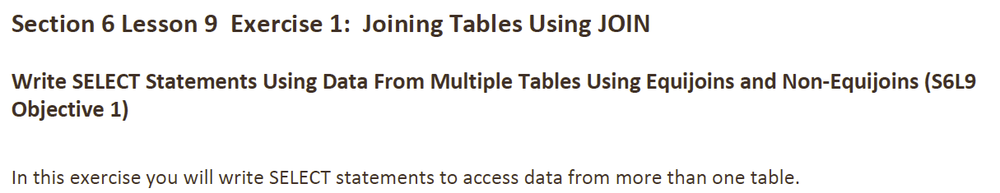 Section 6 Lesson 9  Exercise 1:  Joining Tables Using JOIN
Write SELECT Statements Using Data From Multiple Tables Using Equijoins and Non-Equijoins (S6L9
Objective 1)
In this exercise you will write SELECT statements to access data from more than one table.